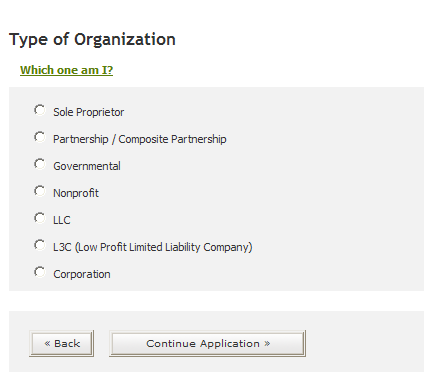 Type of Organization
Which one am I?
Sole Proprietor
Partnership / Composite Partnership
Governmental
Nonprofit
LLC
L3C (Low Profit Limited Liability Company)
Corporation
« Back
Continue Application »